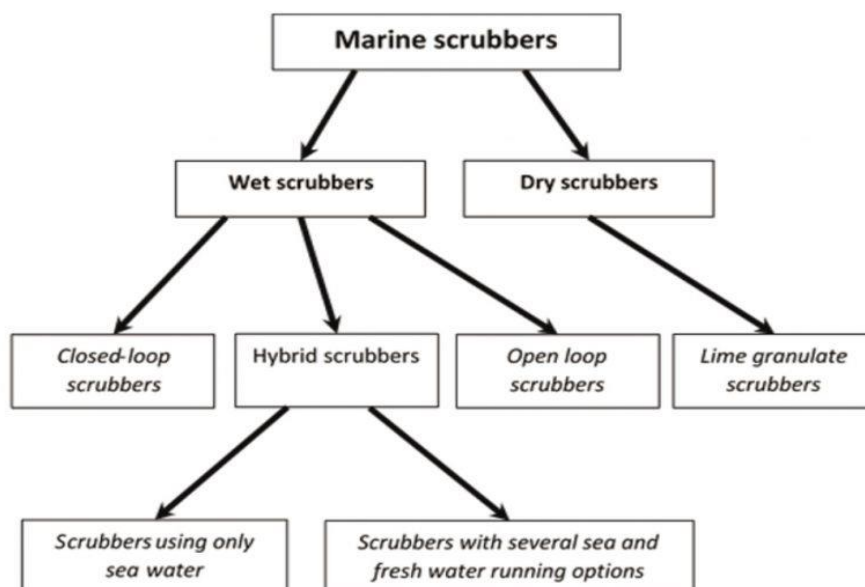 Marine scrubbers
Wet scrubbers
Dry scrubbers
Closed-loop
scrubbers
Hybrid scrubbers
Open loop
scrubbers
Lime granulate
scrubbers
Scrubbers using only
sea water
Scrubbers with several sea and
fresh water running options